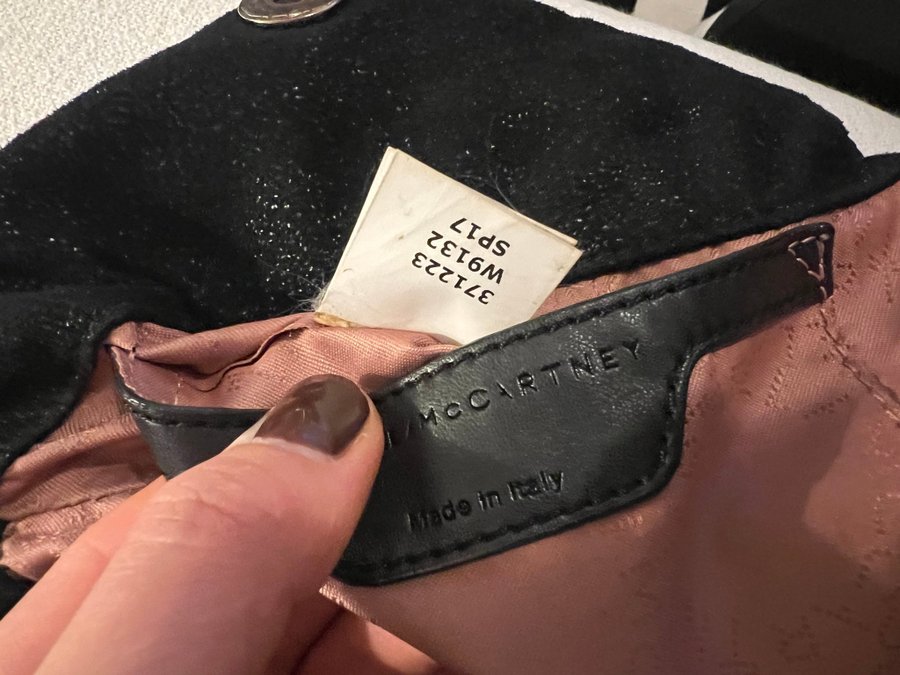 371223
W9132
SP17
McCARTNEY
Made in Italy